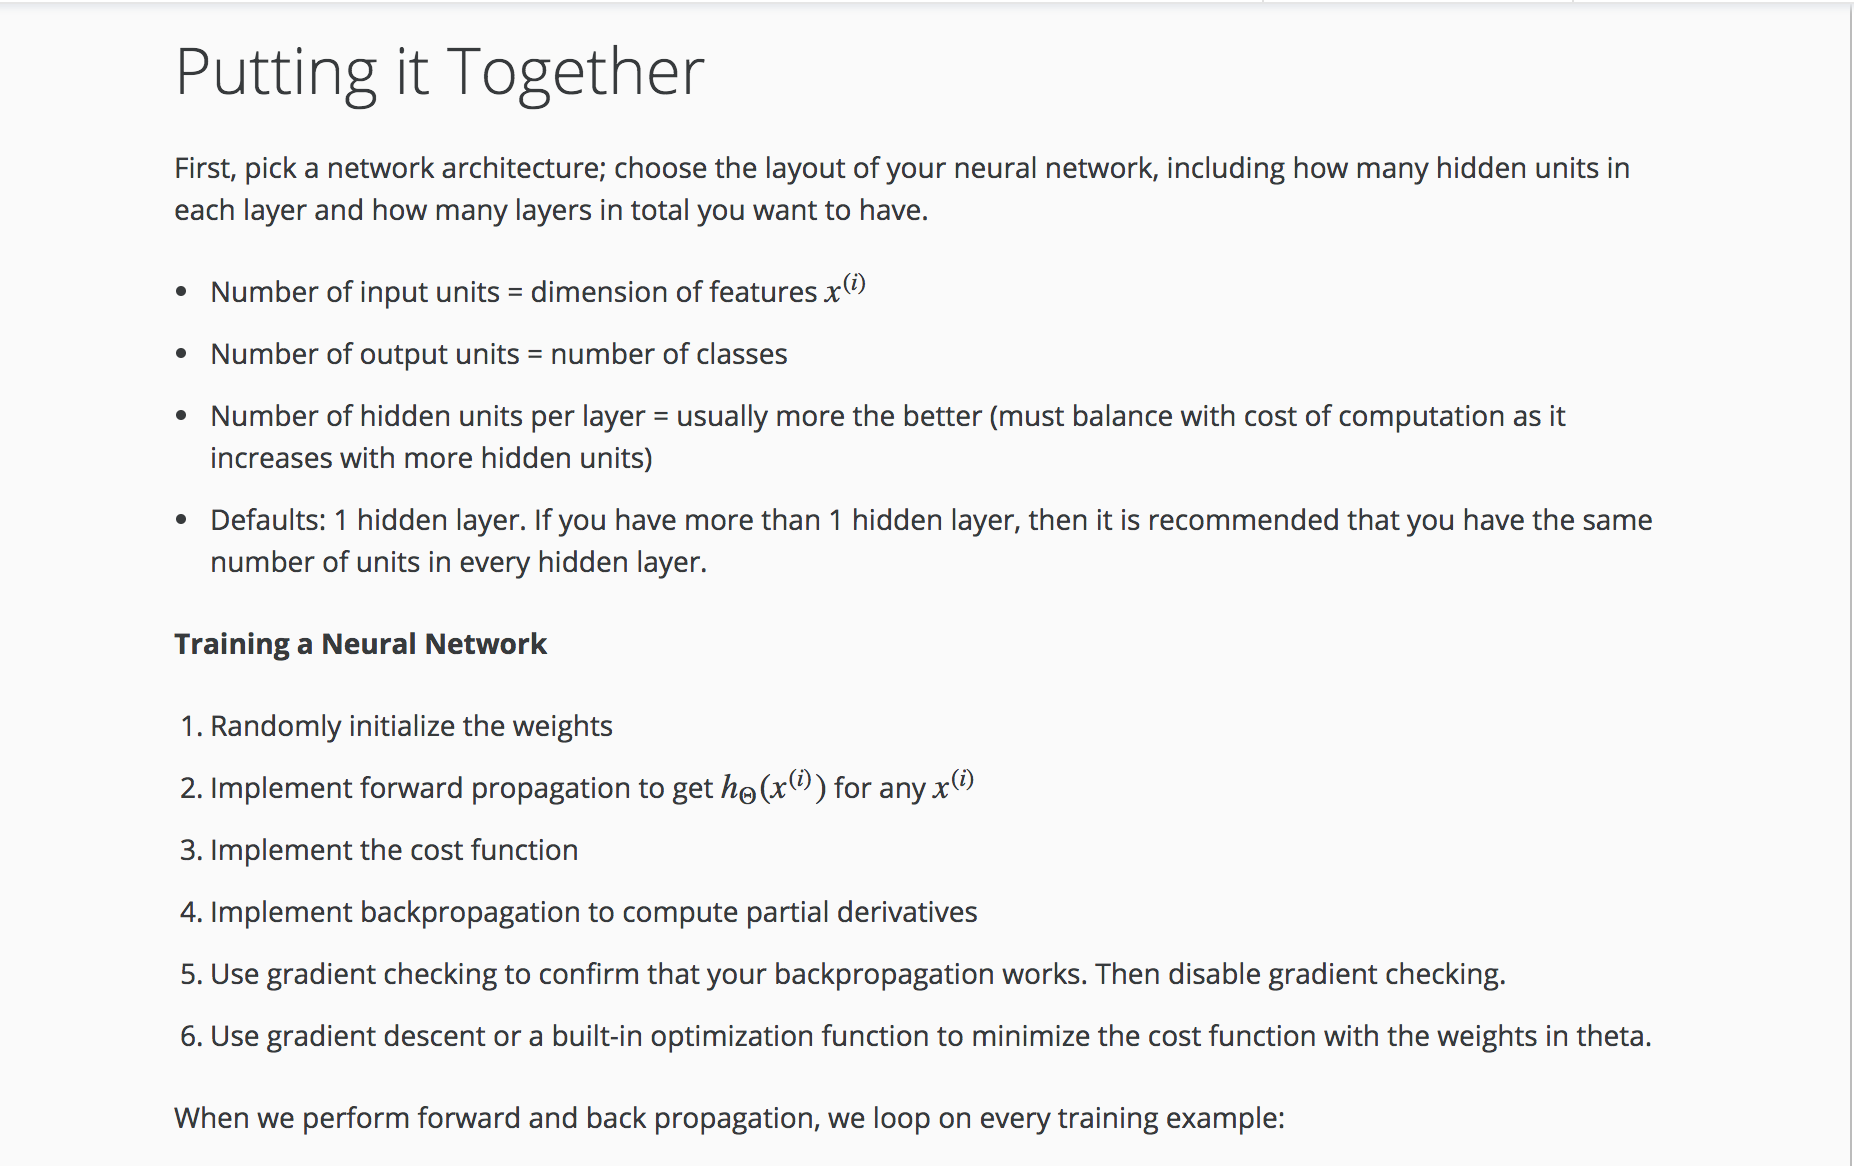 Putting it Together
First, pick a network architecture; choose the layout of your neural network, including how many hidden units in
each layer and how many layers in total you want to have.
• Number of input units = dimension of features x^(i)
• Number of output units = number of classes
• Number of hidden units per layer = usually more the better (must balance with cost of computation as it
increases with more hidden units)
• Defaults: 1 hidden layer. If you have more than 1 hidden layer, then it is recommended that you have the same
number of units in every hidden layer.
Training a Neural Network
1. Randomly initialize the weights
2. Implement forward propagation to get h_Θ(x^(i)) for any x^(i)
3. Implement the cost function
4. Implement backpropagation to compute partial derivatives
5. Use gradient checking to confirm that your backpropagation works. Then disable gradient checking.
6. Use gradient descent or a built-in optimization function to minimize the cost function with the weights in theta.
When we perform forward and back propagation, we loop on every training example: